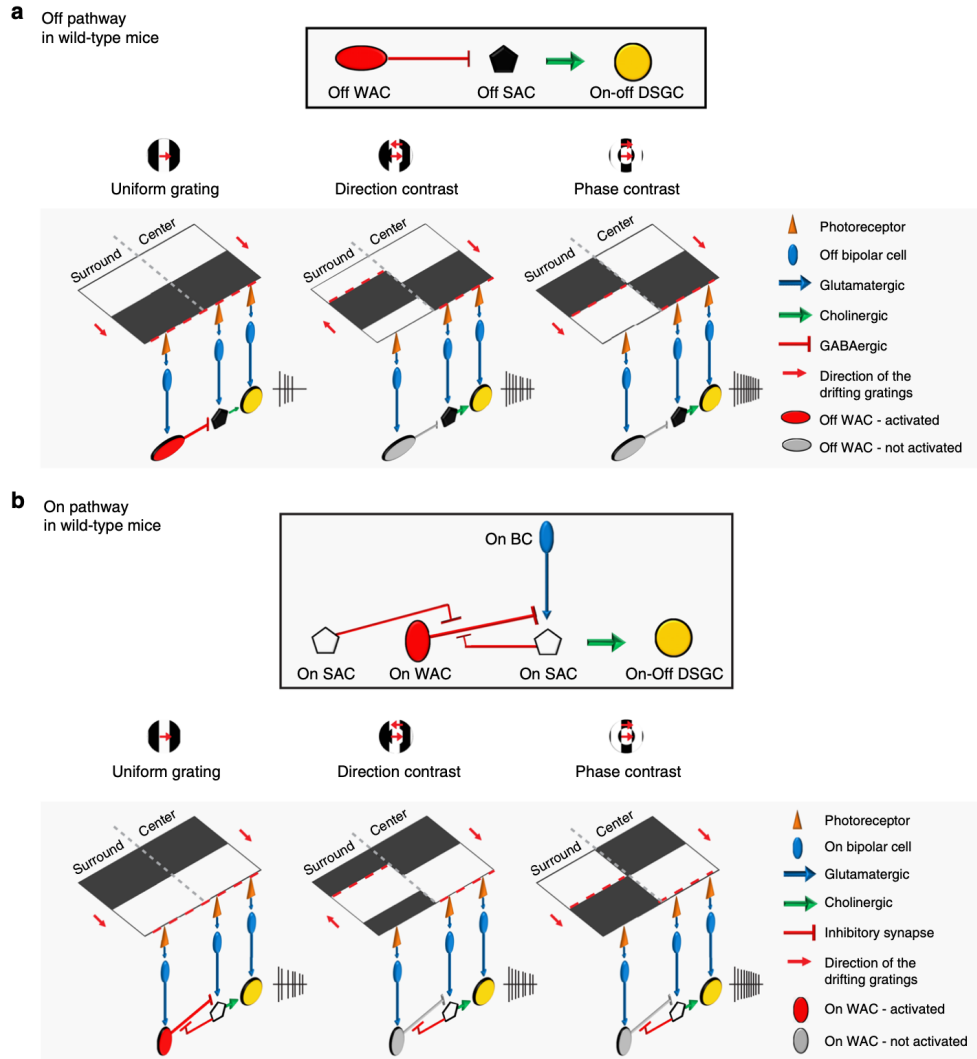 a
Off pathway
in wild-type mice
Off WAC
Off SAC
On-off DSGC
Uniform grating
Direction contrast
Phase contrast
Surround
Center
Surround
Center
Surround
Center
Photoreceptor
Off bipolar cell
Glutamatergic
Cholinergic
GABAergic
Direction of the
drifting gratings
Off WAC - activated
Off WAC - not activated
b
On pathway
in wild-type mice
On BC
On SAC
On WAC
On SAC
On-Off DSGC
Uniform grating
Direction contrast
Phase contrast
Surround
Center
Surround
Center
Surround
Center
Photoreceptor
On bipolar cell
Glutamatergic
Cholinergic
Inhibitory synapse
Direction of the
drifting gratings
On WAC - activated
On WAC - not activated